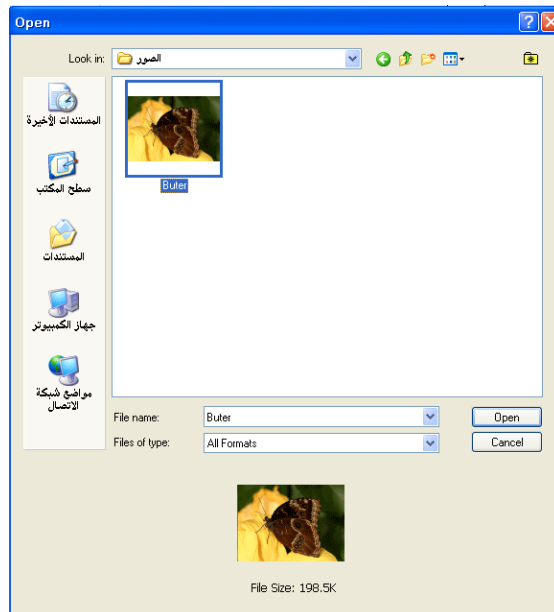 Open
Look in: الصور
المستندات الأخيرة
سطح المكتب
المستندات
جهاز الكمبيوتر
مواضع شبكة
الاتصال
Buter
File name: Buter Open
Files of type: All Formats Cancel
File Size: 198.5K